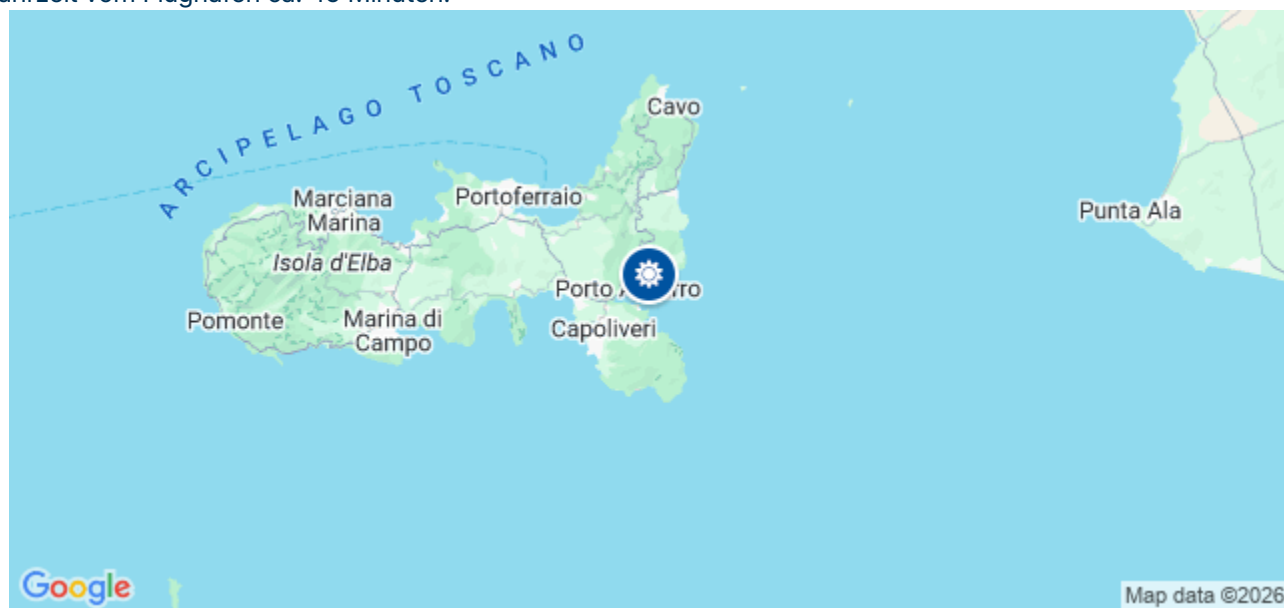 ARCIPELAGO TOSCANO
Cavo
Marciana
Marina
Portoferraio
Punta Ala
Isola d'Elba
Porto
Pomonte
Marina di
Campo
Capoliveri
Google
Map data ©2026